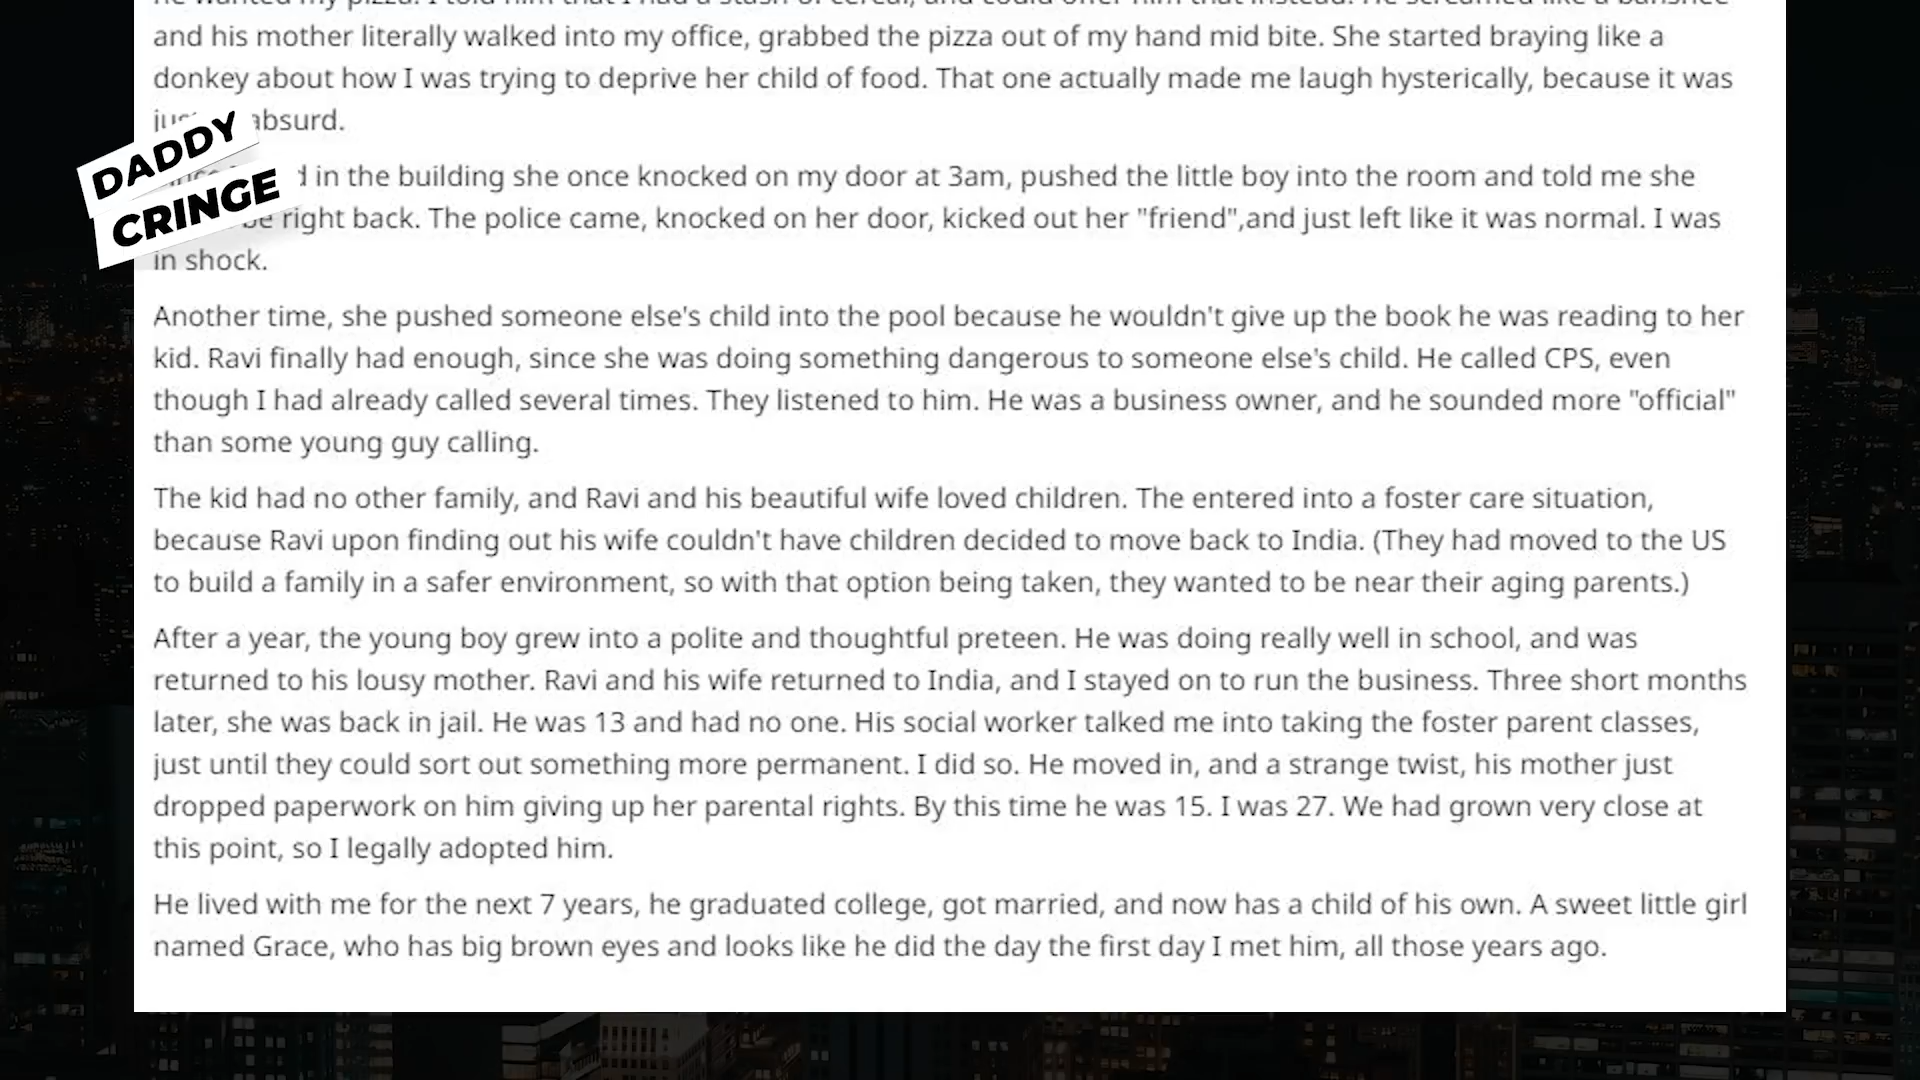 and his mother literally walked into my office, grabbed the pizza out of my hand mid bite. She started braying like a
donkey about how I was trying to deprive her child of food. That one actually made me laugh hysterically, because it was
absurd.
DADDY
CRINGE
in the building she once knocked on my door at 3am, pushed the little boy into the room and told me she
be right back. The police came, knocked on her door, kicked out her "friend",and just left like it was normal. I was
in shock.
Another time, she pushed someone else's child into the pool because he wouldn't give up the book he was reading to her
kid. Ravi finally had enough, since she was doing something dangerous to someone else's child. He called CPS, even
though I had already called several times. They listened to him. He was a business owner, and he sounded more "official"
than some young guy calling.
The kid had no other family, and Ravi and his beautiful wife loved children. The entered into a foster care situation,
because Ravi upon finding out his wife couldn't have children decided to move back to India. (They had moved to the US
to build a family in a safer environment, so with that option being taken, they wanted to be near their aging parents.)
After a year, the young boy grew into a polite and thoughtful preteen. He was doing really well in school, and was
returned to his lousy mother. Ravi and his wife returned to India, and I stayed on to run the business. Three short months
later, she was back in jail. He was 13 and had no one. His social worker talked me into taking the foster parent classes,
just until they could sort out something more permanent. I did so. He moved in, and a strange twist, his mother just
dropped paperwork on him giving up her parental rights. By this time he was 15. I was 27. We had grown very close at
this point, so I legally adopted him.
He lived with me for the next 7 years, he graduated college, got married, and now has a child of his own. A sweet little girl
named Grace, who has big brown eyes and looks like he did the day the first day I met him, all those years ago.